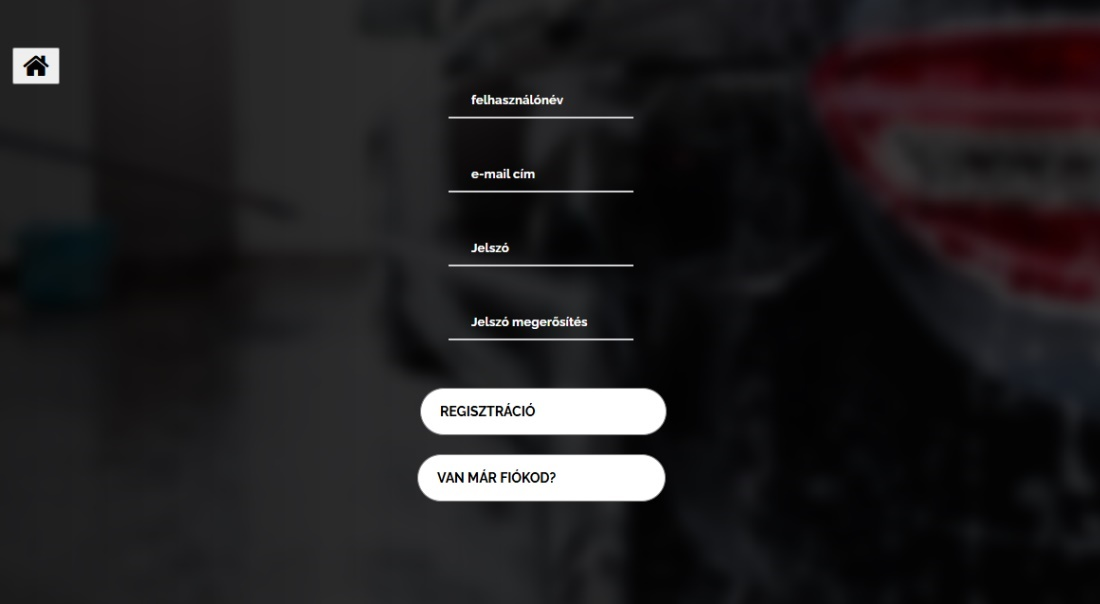 felhasználónév
e-mail cím
Jelszó
Jelszó megerősítés
REGISZTRÁCIÓ
VAN MÁR FIÓKOD?